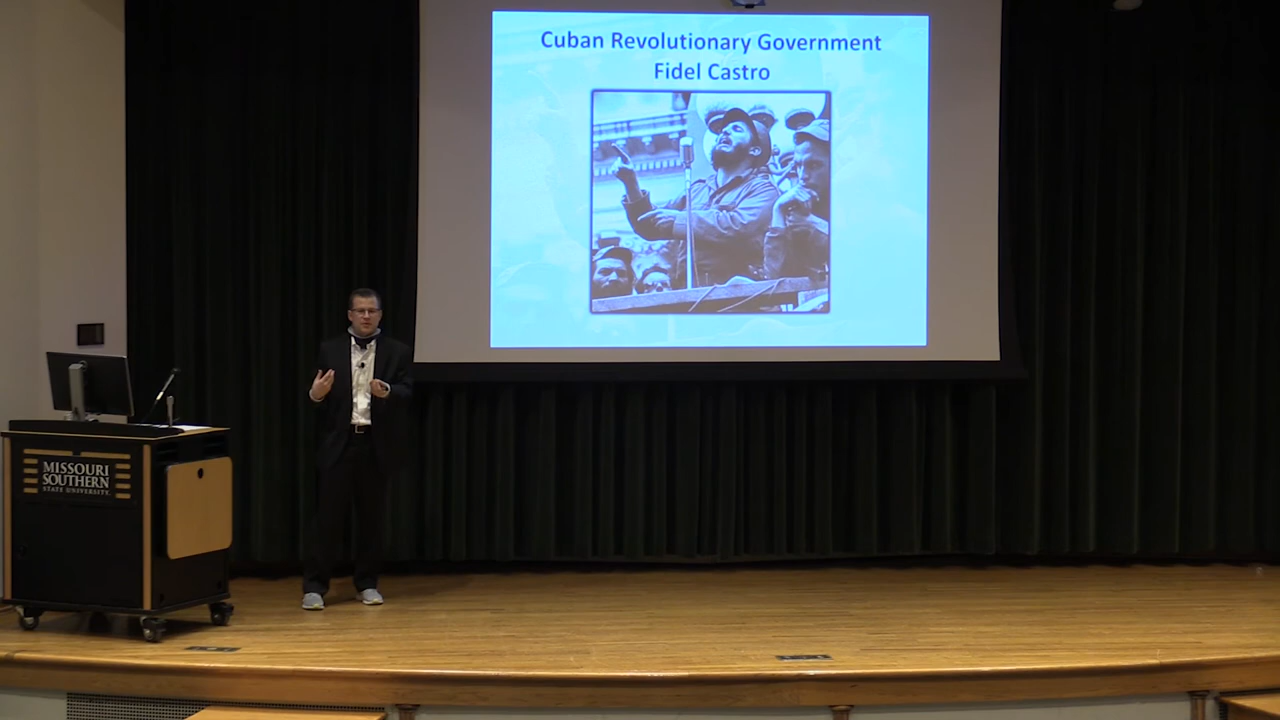 Cuban Revolutionary Government
Fidel Castro
MISSOURI
SOUTHERN
STATE UNIVERSITY